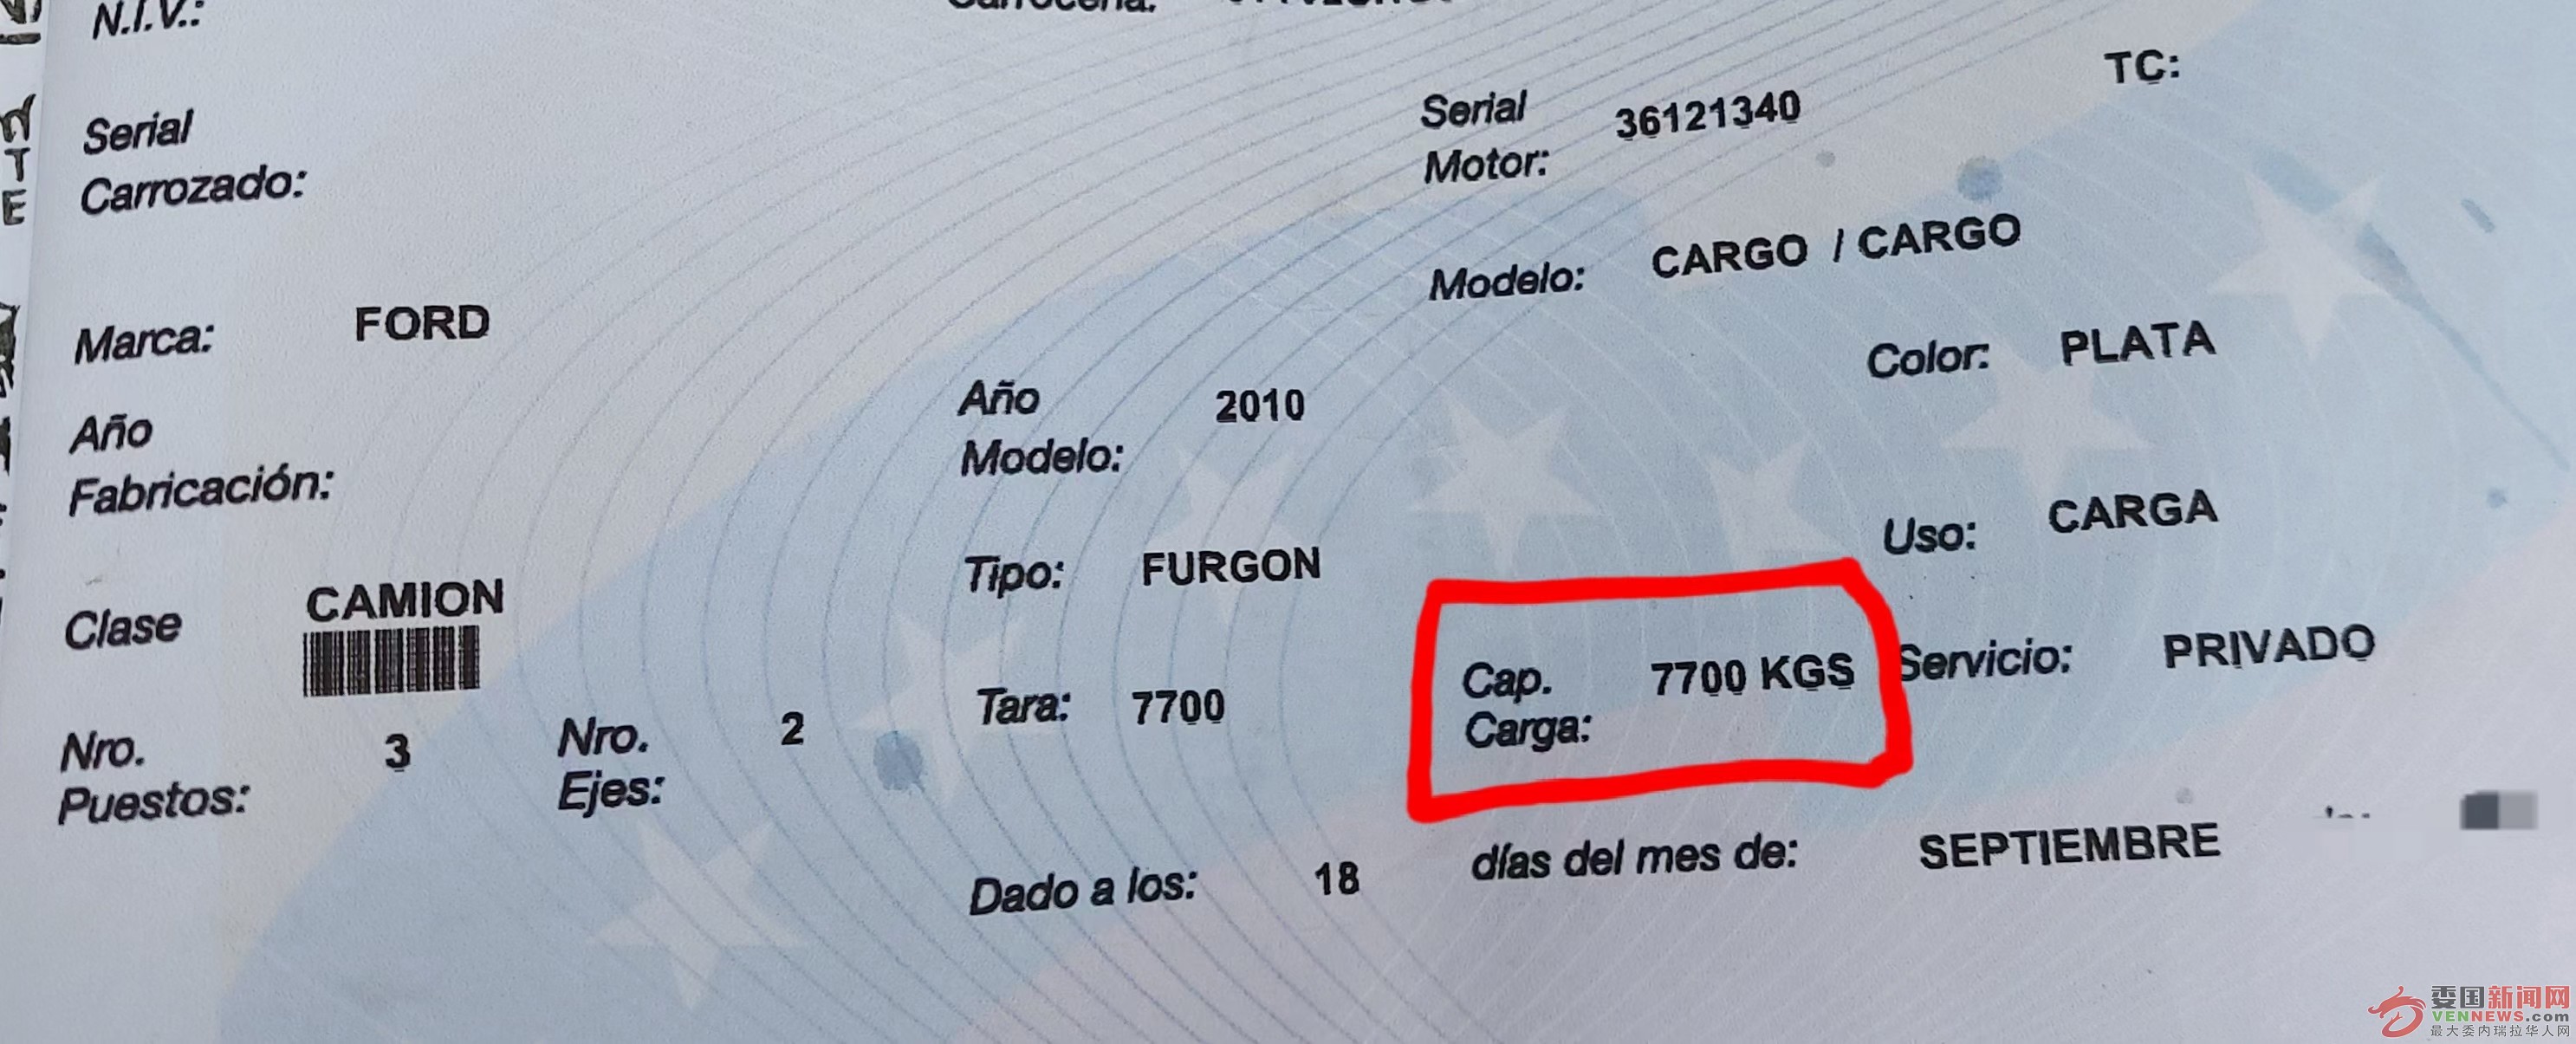 N.I.V.:
Serial
Carrozado:
Serial
Motor:
36121340
TC:
Marca: FORD
Modelo: CARGO / CARGO
Año
Fabricación:
Año
Modelo:
2010
Color: PLATA
Clase CAMION
Tipo: FURGON
Uso: CARGA
Nro.
Puestos:
3
Nro.
Ejes:
2
Tara: 7700
Cap.
Carga:
7700 KGS
Servicio: PRIVADO
Dado a los: 18 días del mes de: SEPTIEMBRE
委国新闻网
VENNEWS.com
最大委内瑞拉华人网